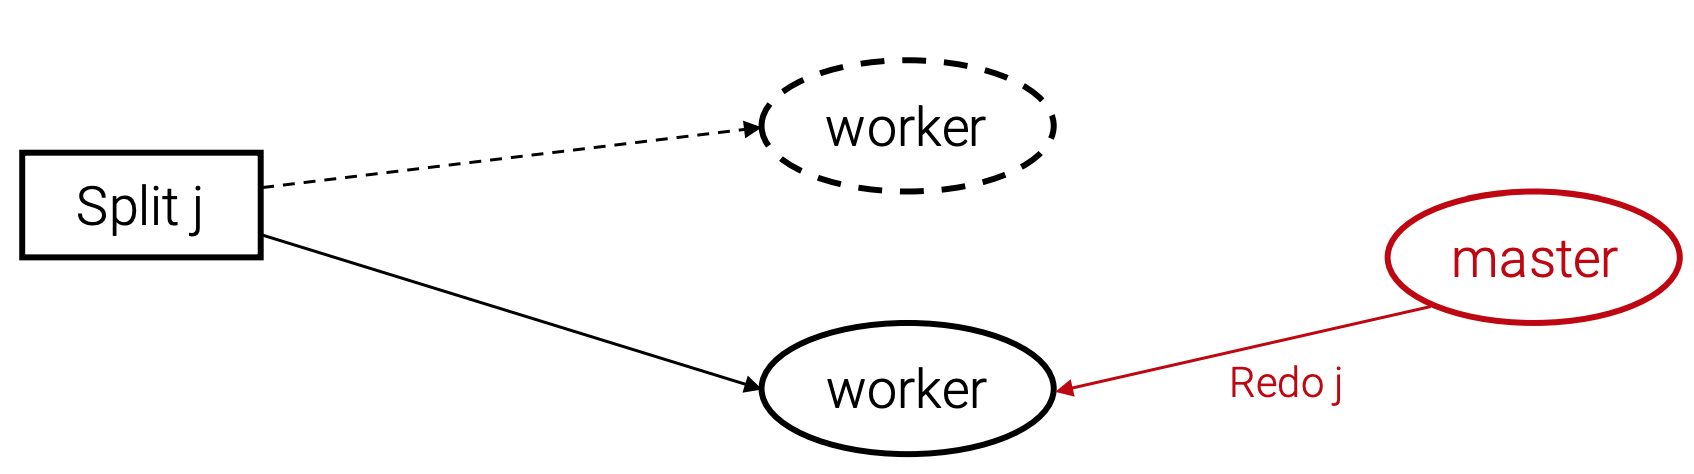 worker
Split j
master
worker
Redo j